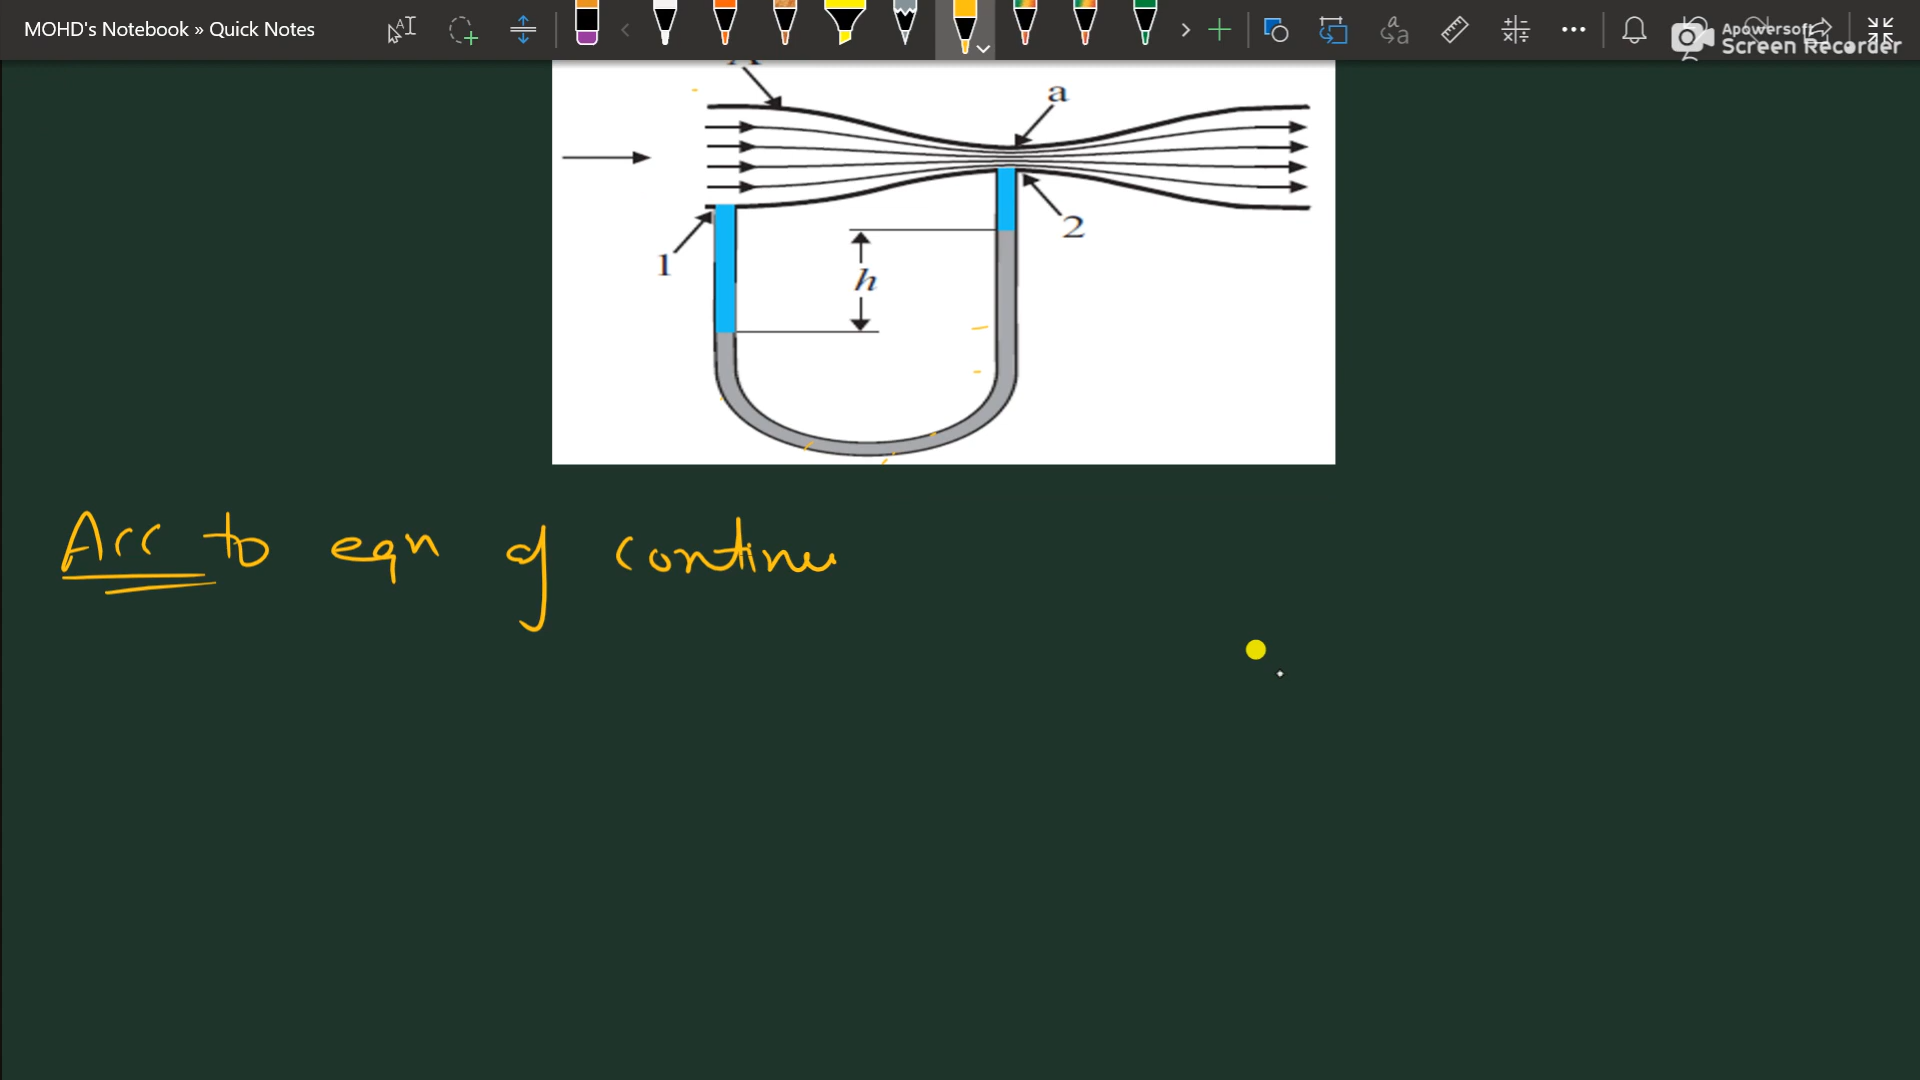 MOHD's Notebook » Quick Notes
Apowersoft
Screen Recorder
a
1
2
h
Acc to eqn of continu